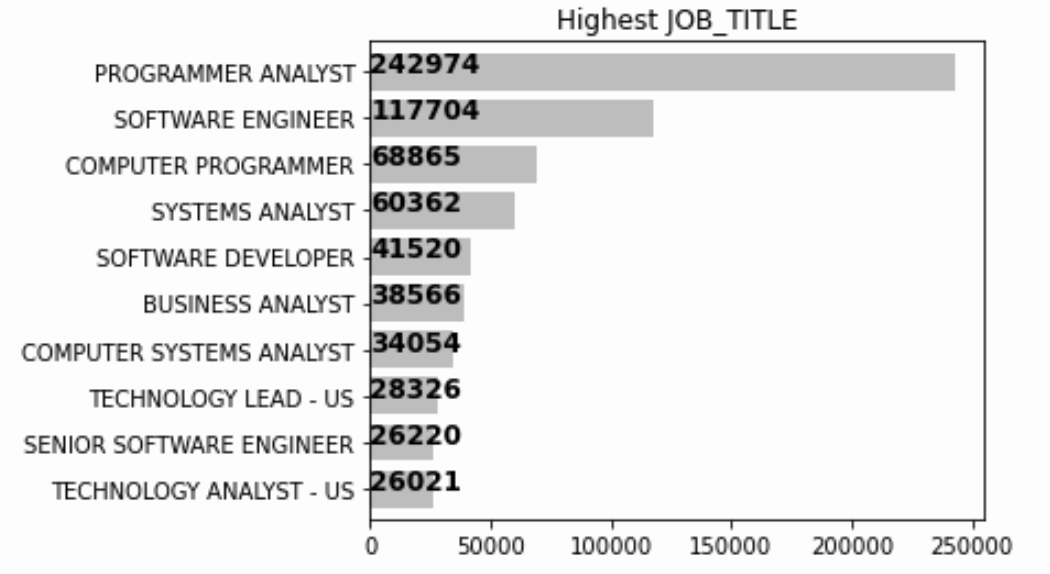 Highest JOB_TITLE
PROGRAMMER ANALYST 242974
SOFTWARE ENGINEER 117704
COMPUTER PROGRAMMER 68865
SYSTEMS ANALYST 60362
SOFTWARE DEVELOPER 41520
BUSINESS ANALYST 38566
COMPUTER SYSTEMS ANALYST 34054
TECHNOLOGY LEAD - US 28326
SENIOR SOFTWARE ENGINEER 26220
TECHNOLOGY ANALYST - US 26021
0 50000 100000 150000 200000 250000